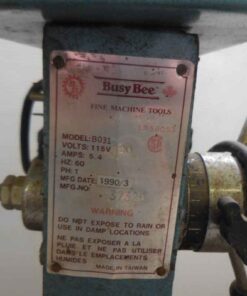 Busy Bee
FINE MACHINE TOOLS
MODEL: B031
VOLTS: 115V
AMPS: 5.4
HZ: 60
PH: 1
MFG DATE: 1990/3
MFG-NO:
WARNING
DO NOT EXPOSE TO RAIN OR
USE IN DAMP LOCATIONS
NE PAS EXPOSER A LA
PLUIE ET NE PAS UTILISER
DANS LE EMPLACEMENTS
HUMIDES
MADE IN TAIWAN